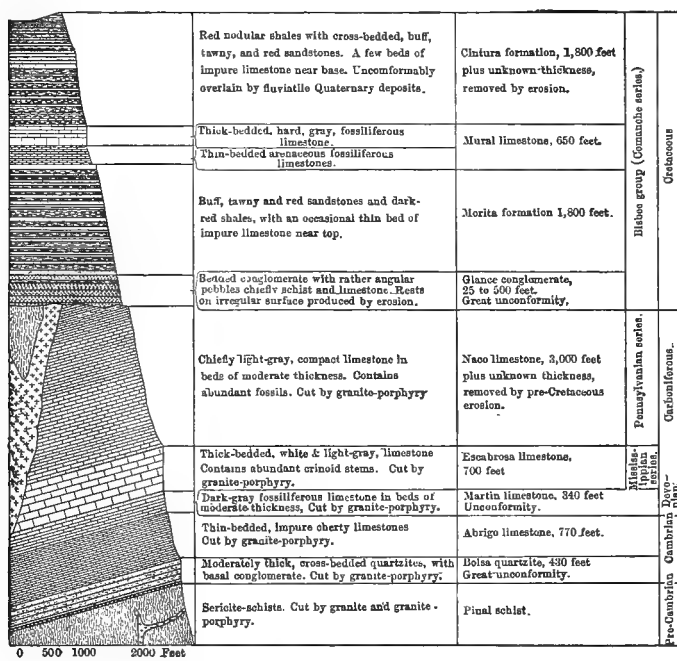 Red nodular shales with cross-bedded, buff,
tawny, and red sandstones. A few beds of
impure limestone near base. Uncomformably
overlain by fluviatile Quaternary deposits.
Cintura formation, 1,800 feet
plus unknown thickness,
removed by erosion.
Thick-bedded, hard, gray, fossiliferous
limestone.
Thin-bedded arenaceous fossiliferous
limestones.
Mural limestone, 650 feet.
Buff, tawny and red sandstones and dark-
red shales, with an occasional thin bed of
impure limestone near top.
Morita formation 1,800 feet.
Bedded conglomerate with rather angular
pebbles chiefly schist and limestone. Rests
on irregular surface produced by erosion.
Glance conglomerate,
25 to 500 feet.
Great unconformity.
Bisbee group (Comanche series.)
Cretaceous
Chiefly light-gray, compact limestone in
beds of moderate thickness. Contains
abundant fossils. Cut by granite-porphyry
Naco limestone, 3,000 feet
plus unknown thickness,
removed by pre-Cretaceous
erosion.
Pennsylvanian series.
Carboniferous.
Thick-bedded, white & light-gray, limestone
Contains abundant crinoid stems. Cut by
granite-porphyry.
Escabrosa limestone,
700 feet
Mississ-
ippian
series.
Dark-gray fossiliferous limestone in beds of
moderate thickness, Cut by granite-porphyry.
Martin limestone, 340 feet
Unconformity.
Devo-
nian
Thin-bedded, impure cherty limestones
Cut by granite-porphyry.
Abrigo limestone, 770 feet.
Moderately thick, cross-bedded quartzites, with
basal conglomerate. Cut by granite-porphyry.
Bolsa quartzite, 430 feet
Great unconformity.
Cambrian
Sericite-schists. Cut by granite and granite-
porphyry.
Pinal schist.
Pre-Cambrian
0 500 1000 2000 Feet